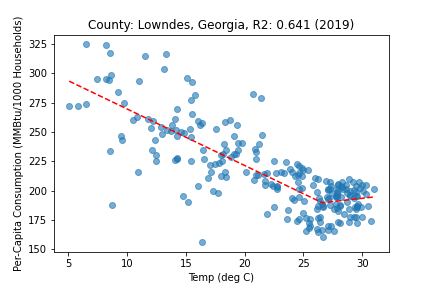 County: Lowndes, Georgia, R2: 0.641 (2019)
Per-Capita Consumption (MMBtu/1000 Households)
325
300
275
250
225
200
175
150
5 10 15 20 25 30
Temp (deg C)